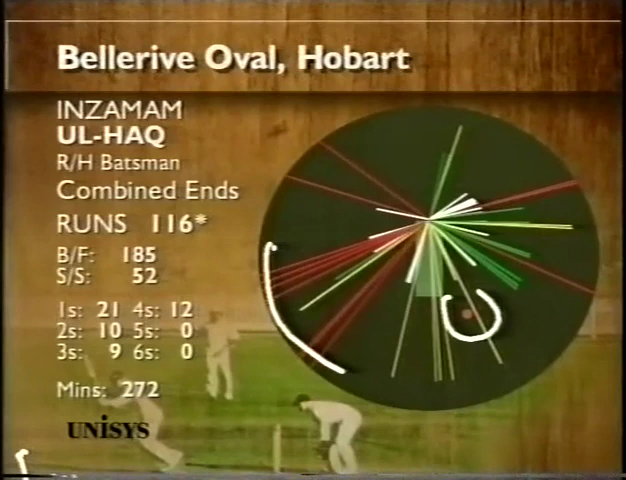 Bellerive Oval, Hobart
INZAMAM
UL-HAQ
R/H Batsman
Combined Ends
RUNS 116*
B/F: 185
S/S: 52
1s: 21 4s: 12
2s: 10 5s: 0
3s: 9 6s: 0
Mins: 272
UNiSYS